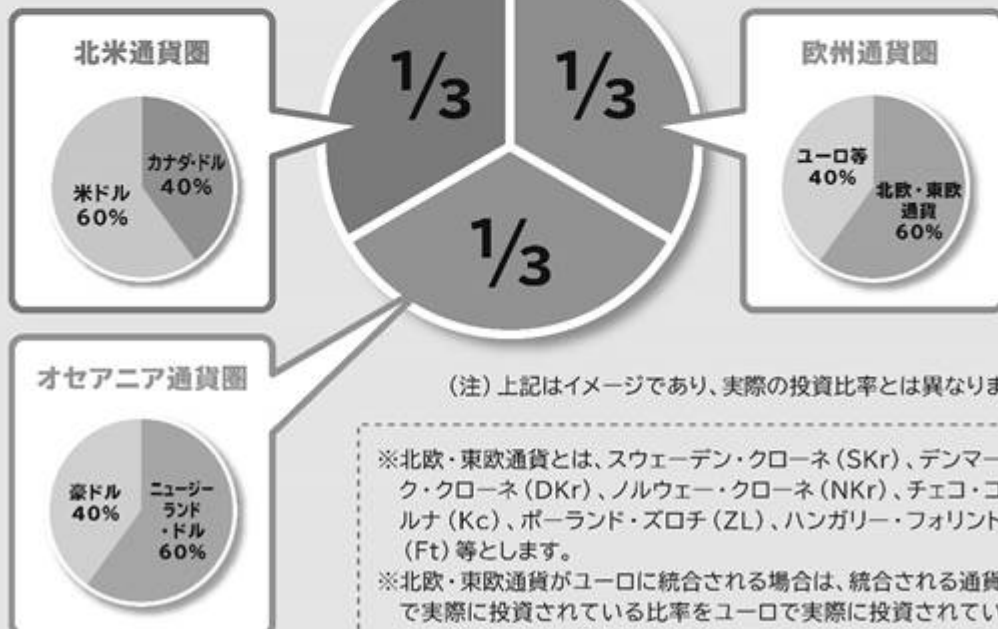 北米通貨圏
カナダ・ドル
40%
米ドル
60%
1/3
1/3
1/3
欧州通貨圏
ユーロ等
40%
北欧・東欧
通貨
60%
オセアニア通貨圏
豪ドル
40%
ニュージー
ランド
・ドル
60%
(注)上記はイメージであり、実際の投資比率とは異なりま
※北欧・東欧通貨とは、スウェーデン・クローネ(SKr)、デンマー
ク・クローネ(DKr)、ノルウェー・クローネ(NKr)、チェコ・コ
ルナ(Kc)、ポーランド・ズロチ(ZL)、ハンガリー・フォリント
(Ft)等とします。
※北欧・東欧通貨がユーロに統合される場合は、統合される通貨
で実際に投資されている比率をユーロで実際に投資されてい